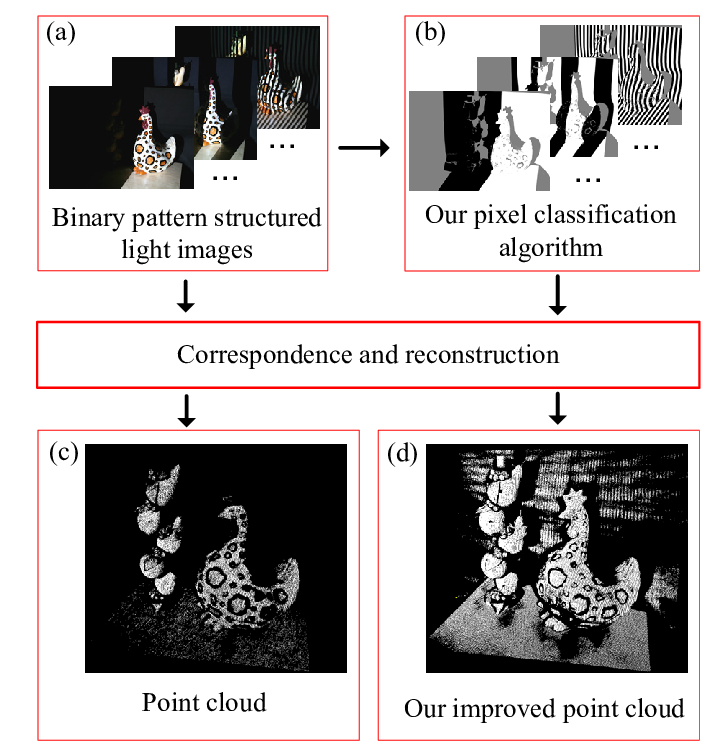 (a)
...
...
Binary pattern structured
light images
(b)
...
...
Our pixel classification
algorithm
Correspondence and reconstruction
(c)
Point cloud
(d)
Our improved point cloud